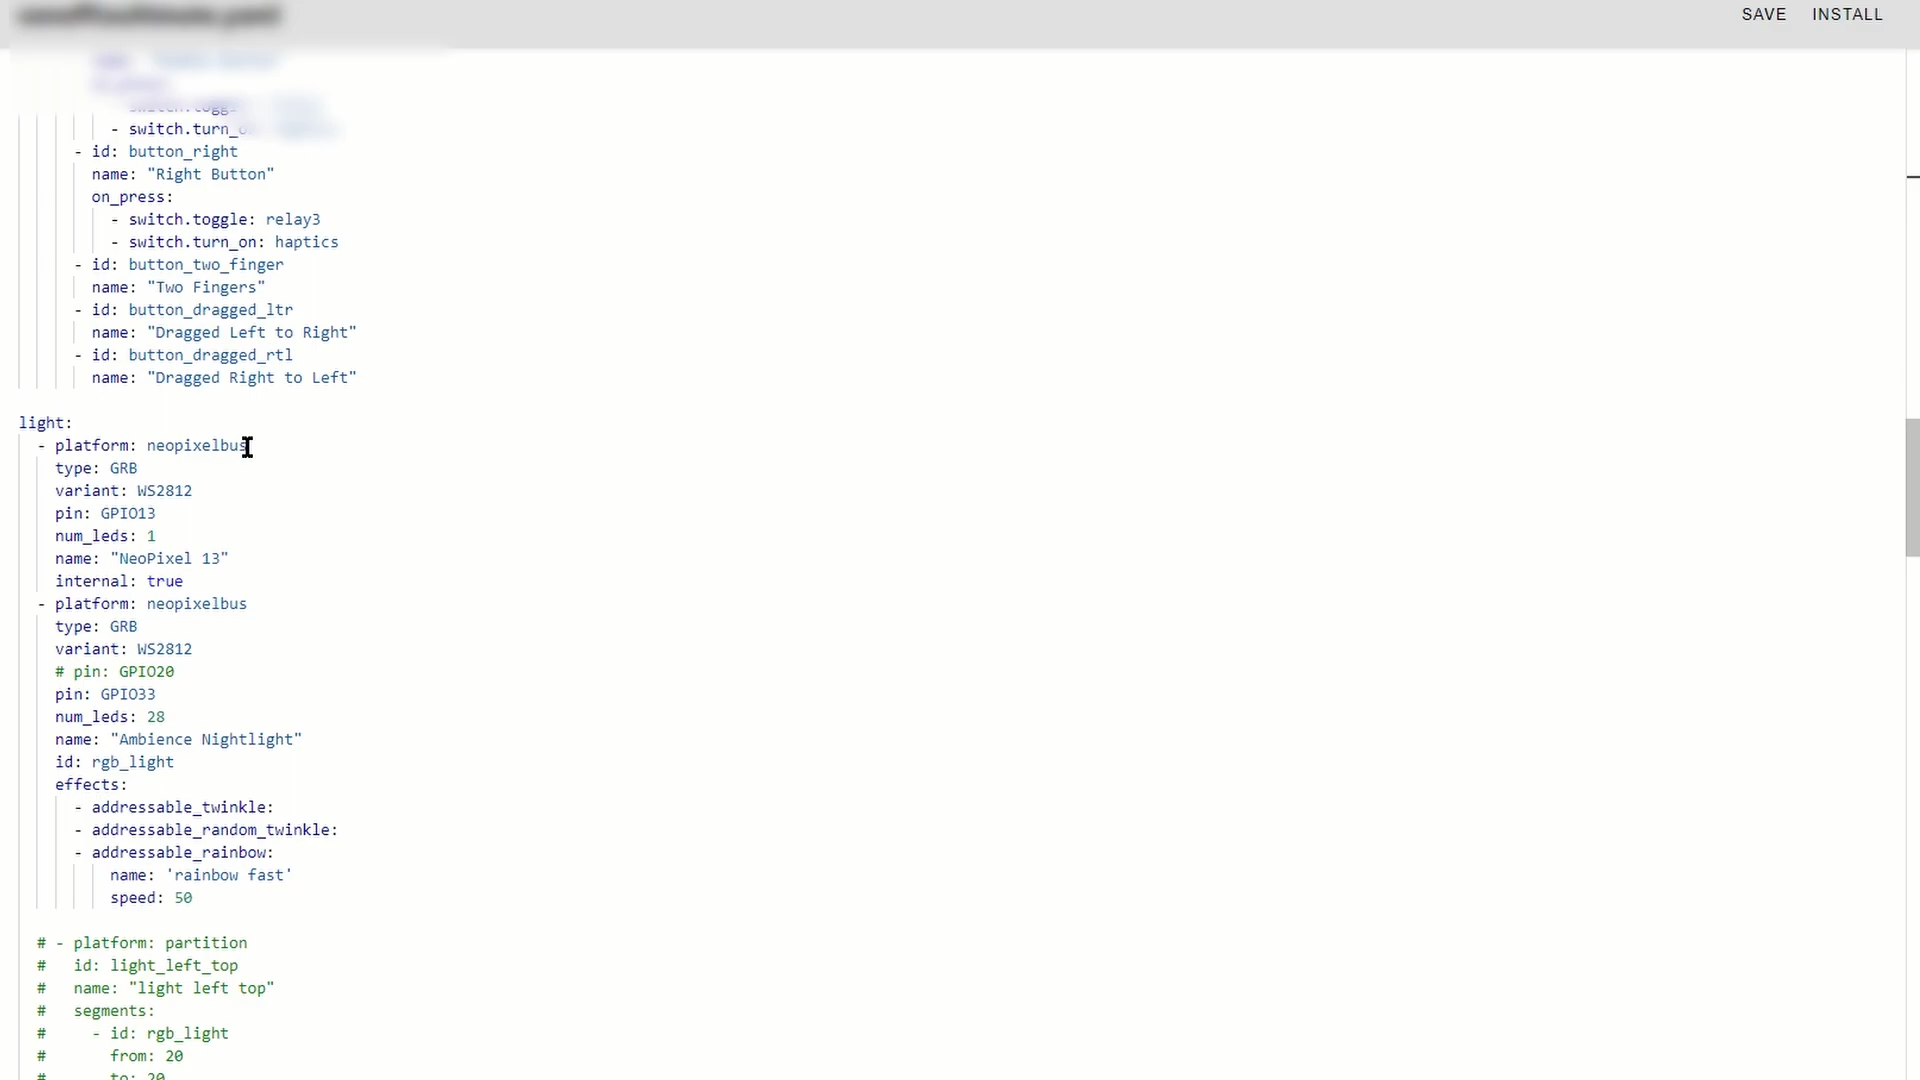 SAVE INSTALL
- switch.turn_
- id: button_right
name: "Right Button"
on_press:
- switch.toggle: relay3
- switch.turn_on: haptics
- id: button_two_finger
name: "Two Fingers"
- id: button_dragged_ltr
name: "Dragged Left to Right"
- id: button_dragged_rtl
name: "Dragged Right to Left"
light:
- platform: neopixelbus
type: GRB
variant: WS2812
pin: GPIO13
num_leds: 1
name: "NeoPixel 13"
internal: true
- platform: neopixelbus
type: GRB
variant: WS2812
# pin: GPIO20
pin: GPIO33
num_leds: 28
name: "Ambience Nightlight"
id: rgb_light
effects:
- addressable_twinkle:
- addressable_random_twinkle:
- addressable_rainbow:
name: 'rainbow fast'
speed: 50
# - platform: partition
# id: light_left_top
# name: "light left top"
# segments:
# - id: rgb_light
# from: 20
# to: 20